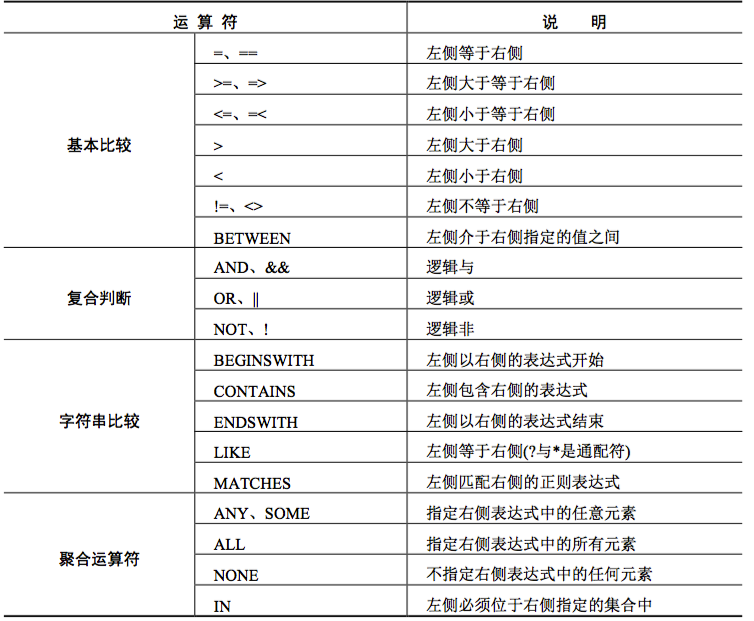 运 算 符 说 明
基本比较
=、== 左侧等于右侧
>=、=> 左侧大于等于右侧
<=、=< 左侧小于等于右侧
> 左侧大于右侧
< 左侧小于右侧
!=、<> 左侧不等于右侧
BETWEEN 左侧介于右侧指定的值之间
复合判断
AND、&& 逻辑与
OR、|| 逻辑或
NOT、! 逻辑非
字符串比较
BEGINSWITH 左侧以右侧的表达式开始
CONTAINS 左侧包含右侧的表达式
ENDSWITH 左侧以右侧的表达式结束
LIKE 左侧等于右侧(?与*是通配符)
MATCHES 左侧匹配右侧的正则表达式
聚合运算符
ANY、SOME 指定右侧表达式中的任意元素
ALL 指定右侧表达式中的所有元素
NONE 不指定右侧表达式中的任何元素
IN 左侧必须位于右侧指定的集合中